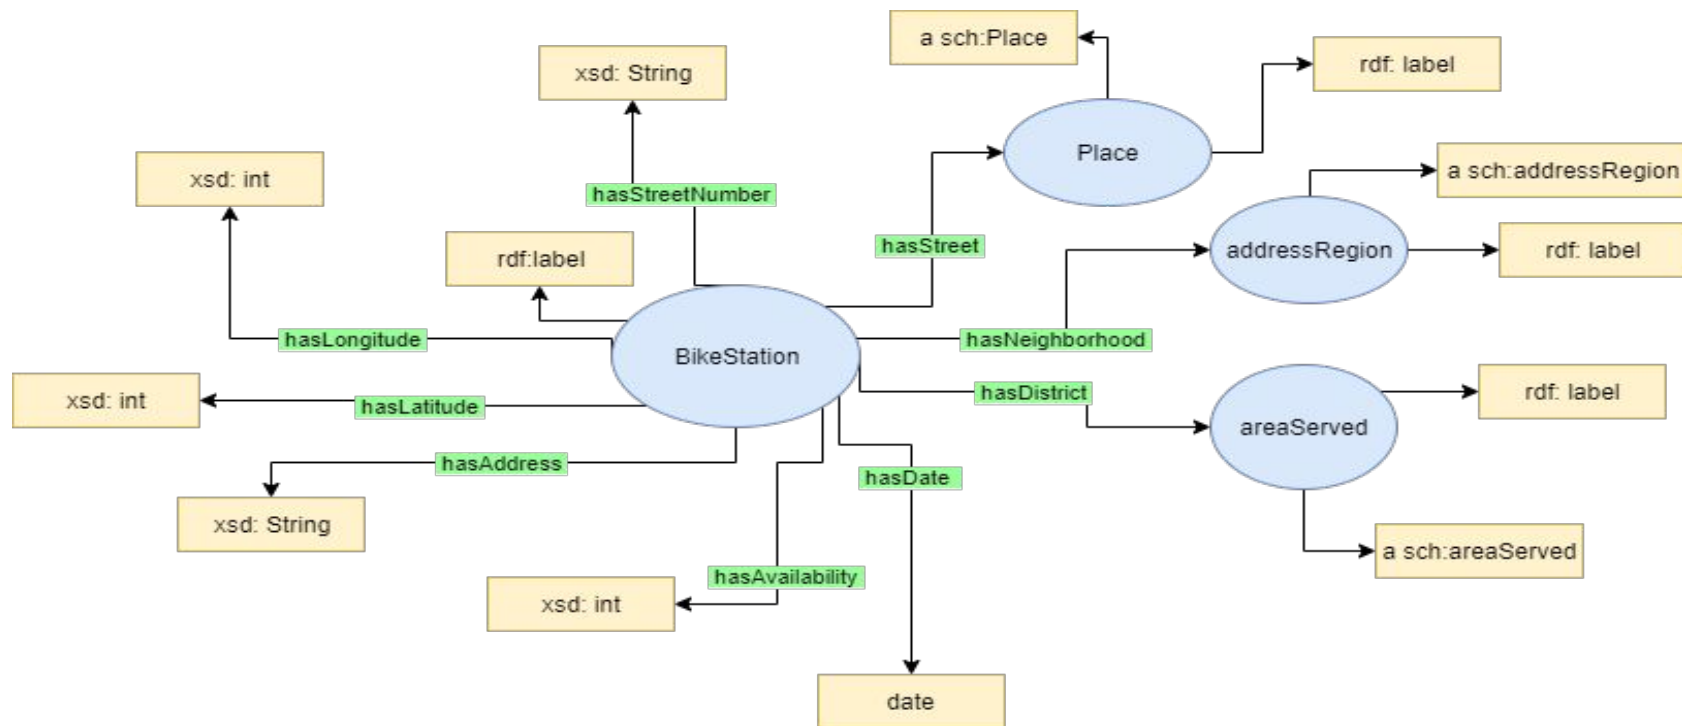 a sch:Place
rdf: label
xsd: String
Place
a sch:addressRegion
xsd: int
hasStreetNumber
hasStreet
addressRegion
rdf: label
rdf:label
hasLongitude
BikeStation
hasNeighborhood
xsd: int
hasLatitude
hasDistrict
rdf: label
areaServed
hasAddress
hasDate
xsd: String
a sch:areaServed
hasAvailability
xsd: int
date